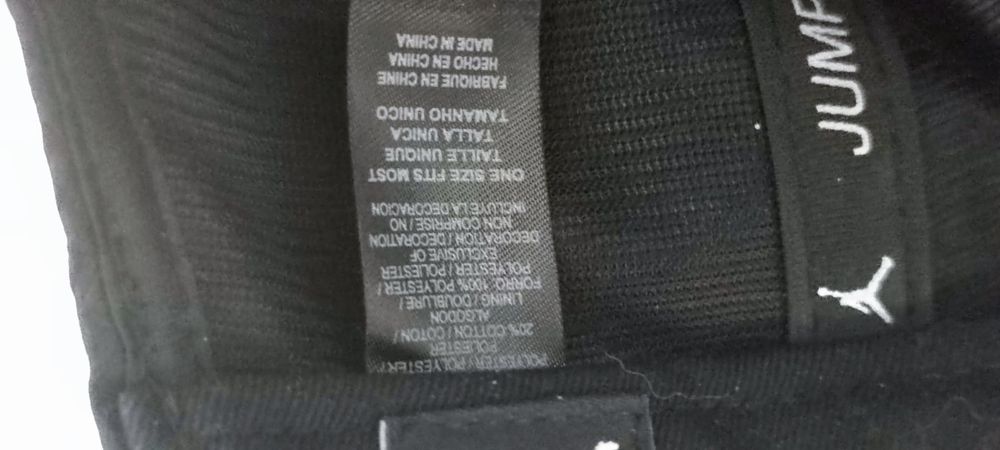 POLYESTER / POLYESTER /
POLIESTER
20% COTTON / COTON /
ALGODON
LINING / DOUBLURE /
FORRO: 100% POLYESTER /
POLYESTER / POLIESTER
EXCLUSIVE OF
DECORATION / DECORATION
NON COMPRISE / NO
INCLUYE LA DECORACION
ONE SIZE FITS MOST
TAILLE UNIQUE
TALLA UNICA
TAMANHO UNICO
FABRIQUE EN CHINE
HECHO EN CHINA
MADE IN CHINA
JUMP